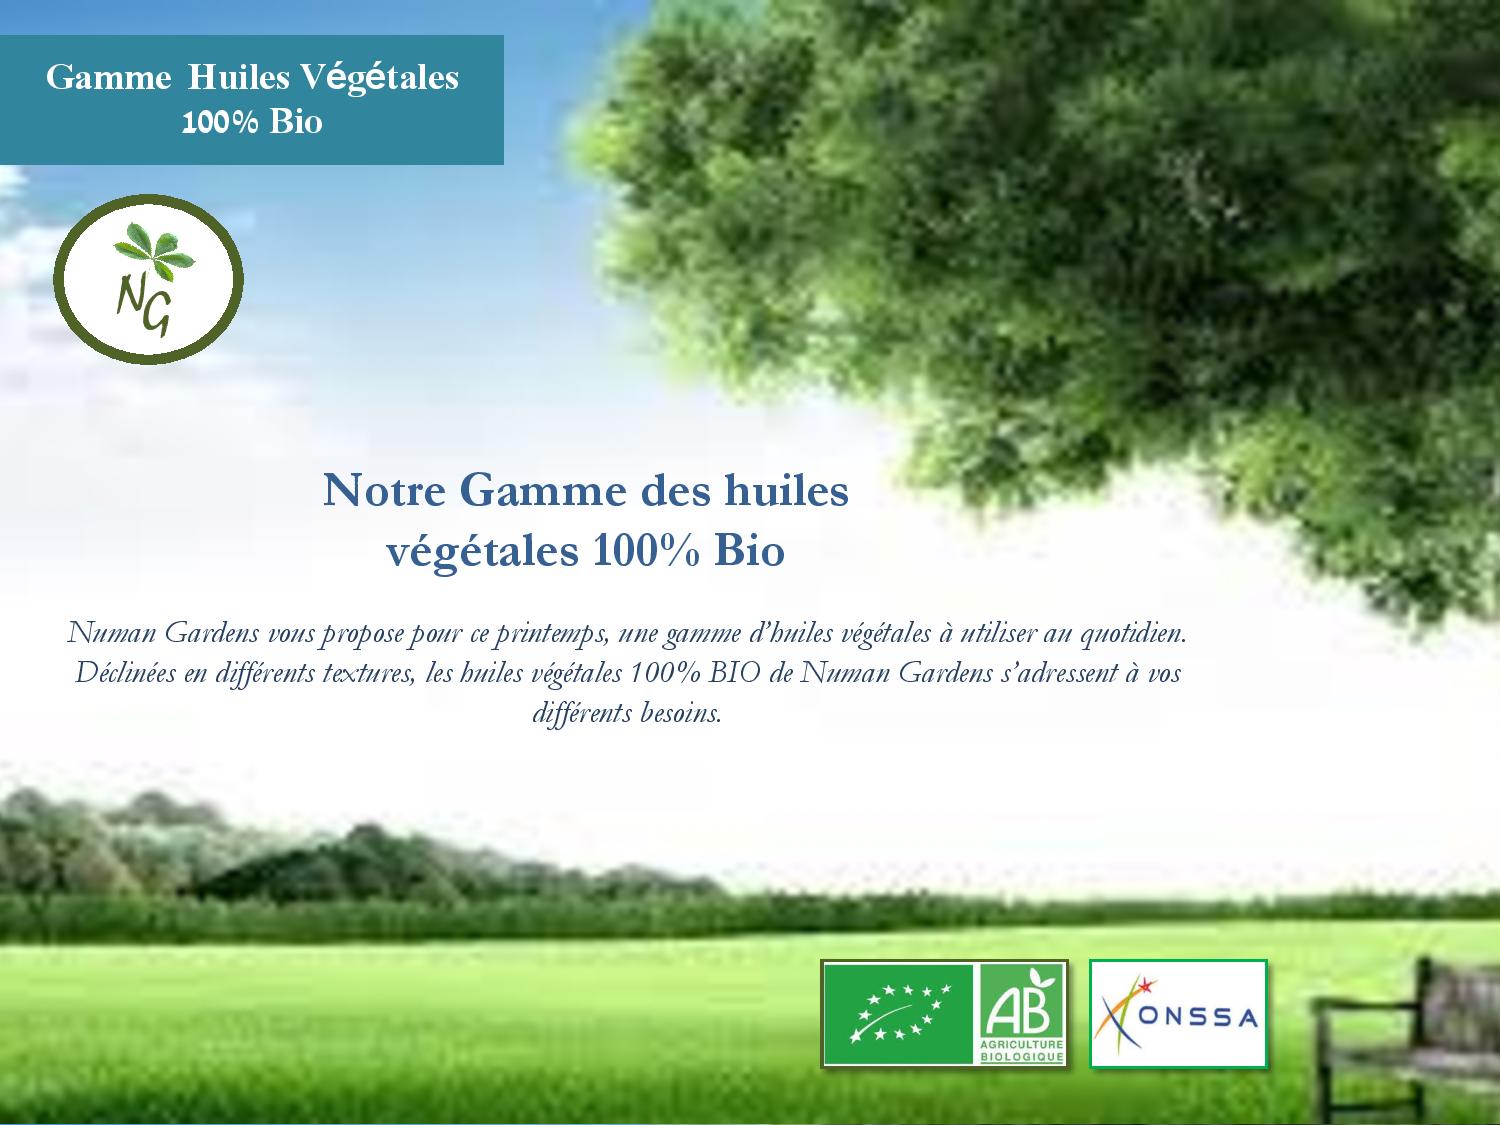 Gamme Huiles Végétales
100% Bio
NG
Notre Gamme des huiles
végétales 100% Bio
Numan Gardens vous propose pour ce printemps, une gamme d’huiles végétales à utiliser au quotidien.
Déclinées en différents textures, les huiles végétales 100% BIO de Numan Gardens s’adressent à vos
différents besoins.
AB
AGRICULTURE
BIOLOGIQUE
ONSSA